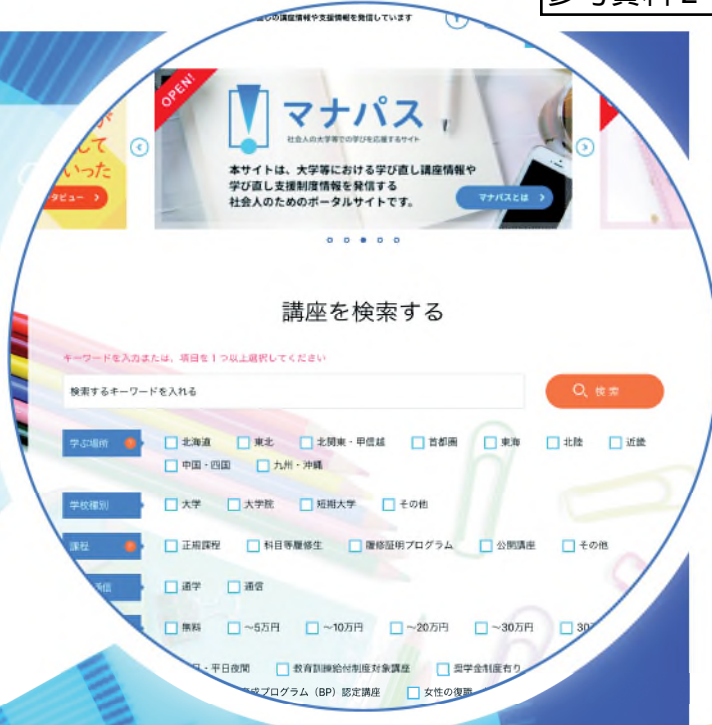 参考資料2
しの講座情報や支援情報を発信しています
OPEN!
マナパス
社会人の大学等での学びを応援するサイト
が
して
いった
タビュー
本サイトは、大学等における学び直し講座情報や
学び直し支援制度情報を発信する
社会人のためのポータルサイトです。
マナパスとは
講座を検索する
キーワードを入力または、項目を1つ以上選択してください
検索するキーワードを入れる
検索
学ぶ場所 北海道 東北 北関東・甲信越 首都圏 東海 北陸 近畿
中国・四国 九州・沖縄
学校種別 大学 大学院 短期大学 その他
課程 正規課程 科目等履修生 履修証明プログラム 公開講座 その他
通信 通学 通信
無料 ～5万円 ～10万円 ～20万円 ～30万円 30
日・平日夜間 教育訓練給付制度対象講座 奨学金制度有り
成プログラム（BP）認定講座 女性の復職